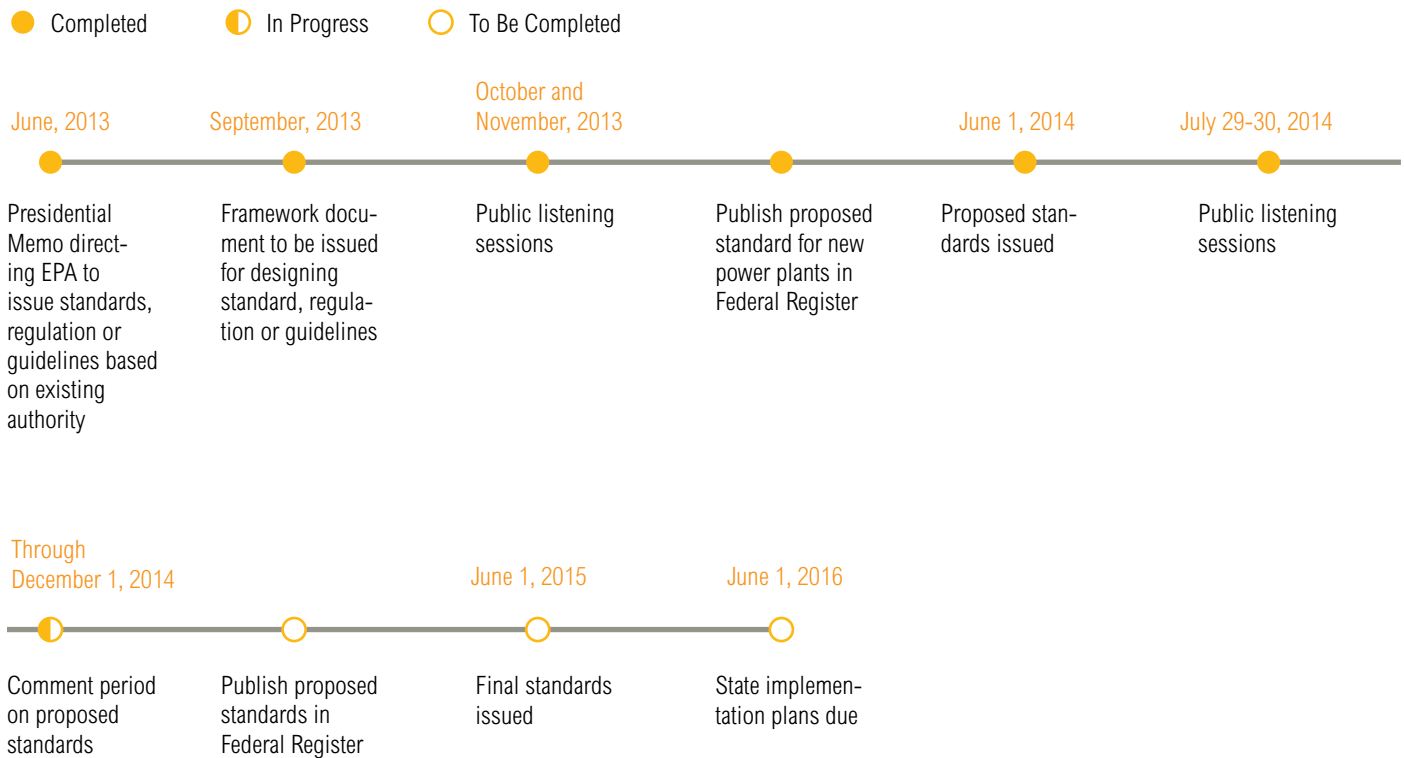 Completed
In Progress
To Be Completed
June, 2013
September, 2013
October and
November, 2013
June 1, 2014
July 29-30, 2014
Presidential
Memo direct-
ing EPA to
issue standards,
regulation or
guidelines based
on existing
authority
Framework docu-
ment to be issued
for designing
standard, regula-
tion or guidelines
Public listening
sessions
Publish proposed
standard for new
power plants in
Federal Register
Proposed stan-
dards issued
Public listening
sessions
Through
December 1, 2014
June 1, 2015
June 1, 2016
Comment period
on proposed
standards
Publish proposed
standards in
Federal Register
Final standards
issued
State implemen-
tation plans due